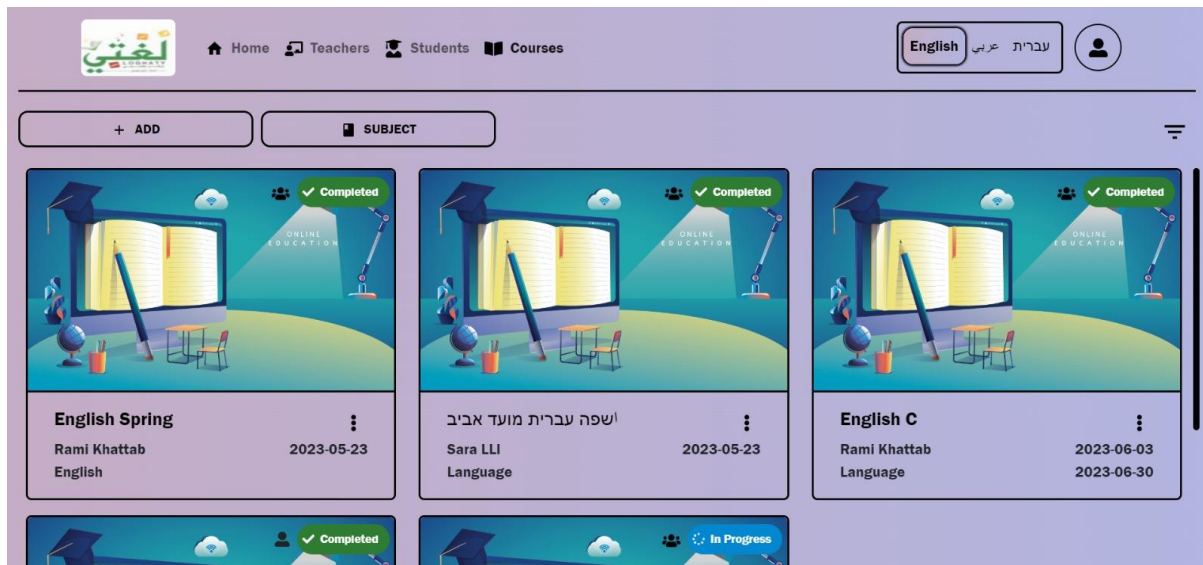 لغتي
LOGHATY
Home Teachers Students Courses
English عربي עברית
+ ADD
SUBJECT
Completed
ONLINE
EDUCATION
Completed
ONLINE
EDUCATION
Completed
ONLINE
EDUCATION
English Spring
Rami Khattab 2023-05-23
English
שפה עברית מועד אביב
Sara LLI 2023-05-23
Language
English C
Rami Khattab 2023-06-03
Language 2023-06-30
Completed
In Progress